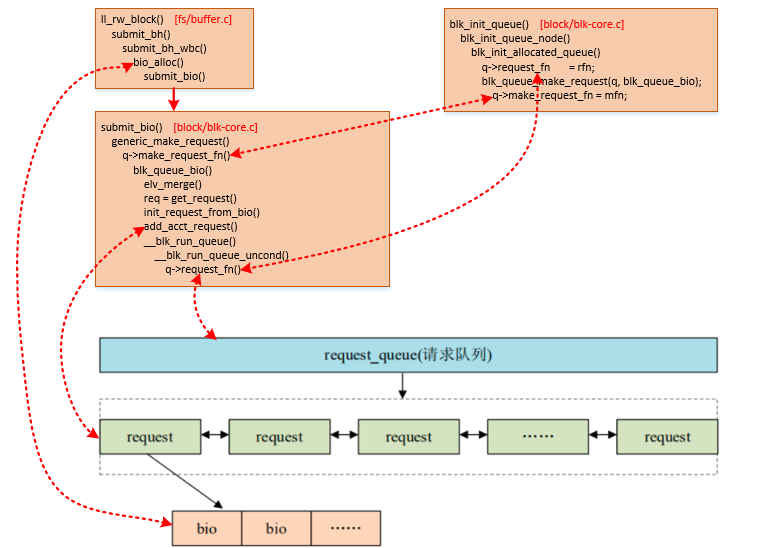 ll_rw_block() [fs/buffer.c]
submit_bh()
submit_bh_wbc()
bio_alloc()
submit_bio()
blk_init_queue() [block/blk-core.c]
blk_init_queue_node()
blk_init_allocated_queue()
q->request_fn = rfn;
blk_queue_make_request(q, blk_queue_bio);
q->make_request_fn = mfn;
submit_bio() [block/blk-core.c]
generic_make_request()
q->make_request_fn()
blk_queue_bio()
elv_merge()
req = get_request()
init_request_from_bio()
add_acct_request()
__blk_run_queue()
__blk_run_queue_uncond()
q->request_fn()
request_queue(请求队列)
request request request …… request
bio bio ……